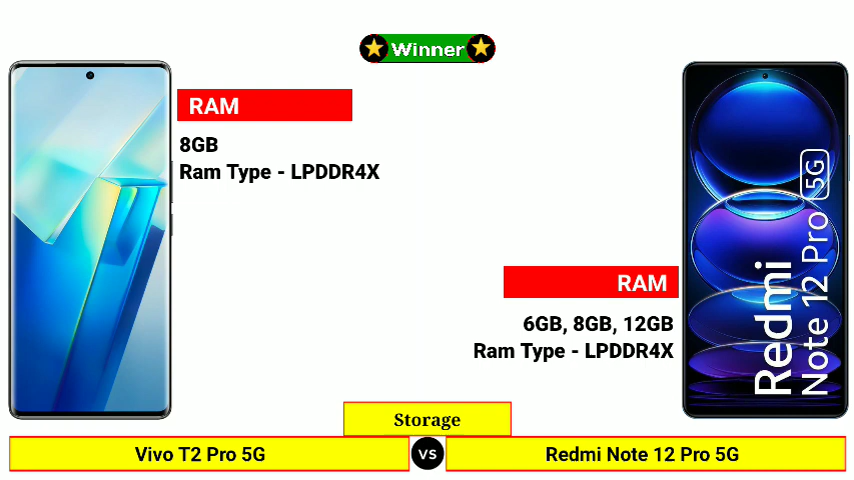 Winner
RAM
8GB
Ram Type - LPDDR4X
5G
Redmi
Note 12 Pro
RAM
6GB, 8GB, 12GB
Ram Type - LPDDR4X
Storage
Vivo T2 Pro 5G
VS
Redmi Note 12 Pro 5G